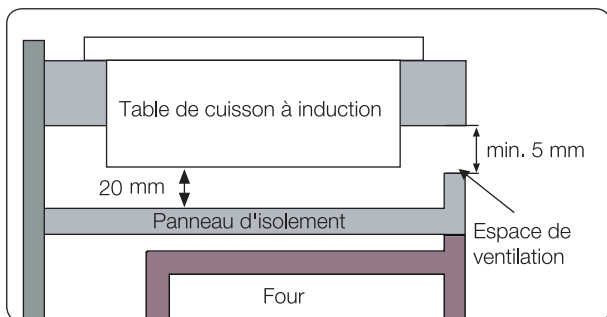 Table de cuisson à induction
min. 5 mm
20 mm
Panneau d'isolement
Espace de
ventilation
Four